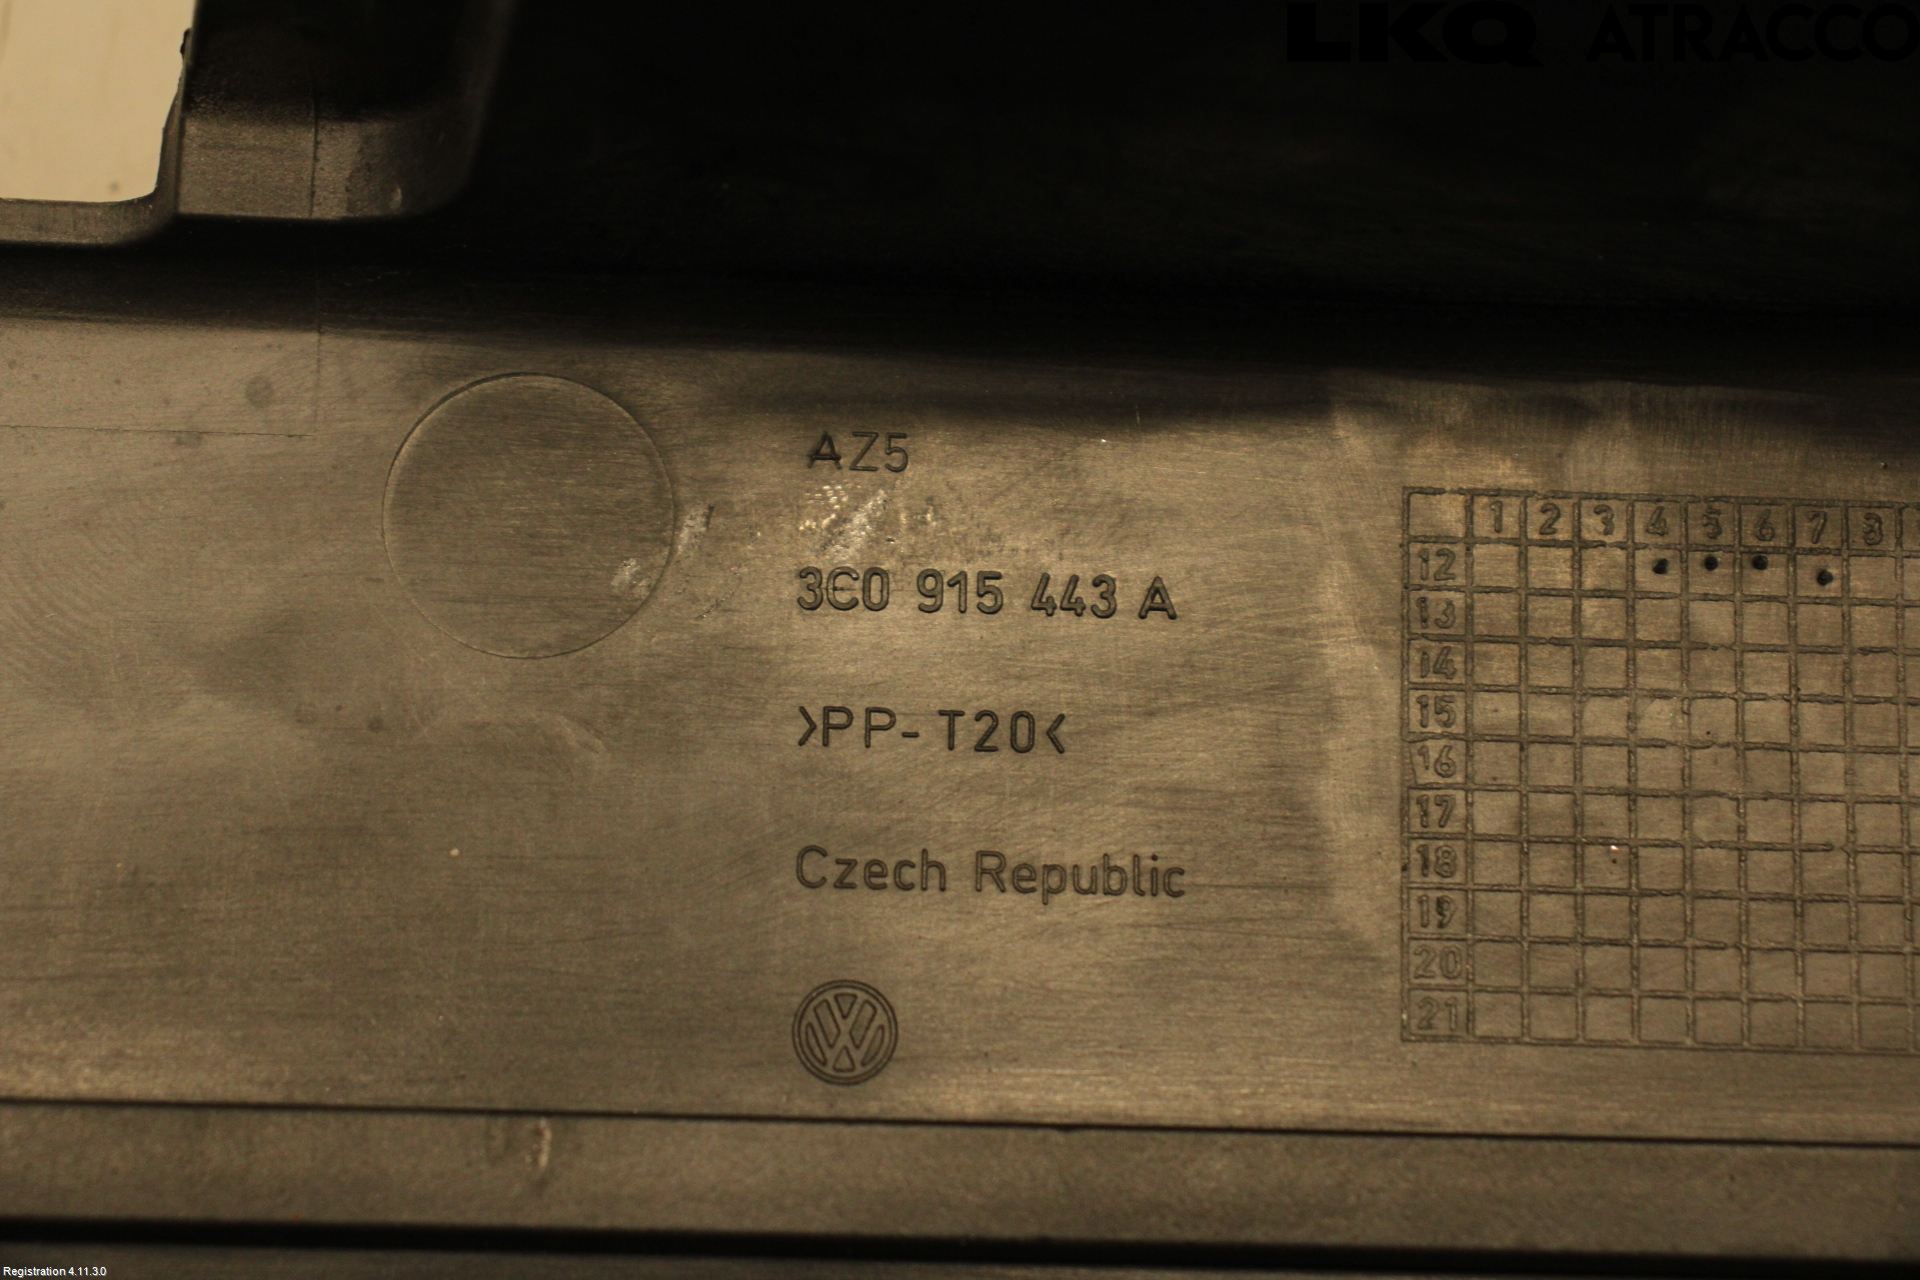 LKQ ATRACCO
AZ5
3C0 915 443 A
>PP-T20<
Czech Republic
VW
1 2 3 4 5 6 7 8
12
13
14
15
16
17
18
19
20
21
Registration 4.11.3.0